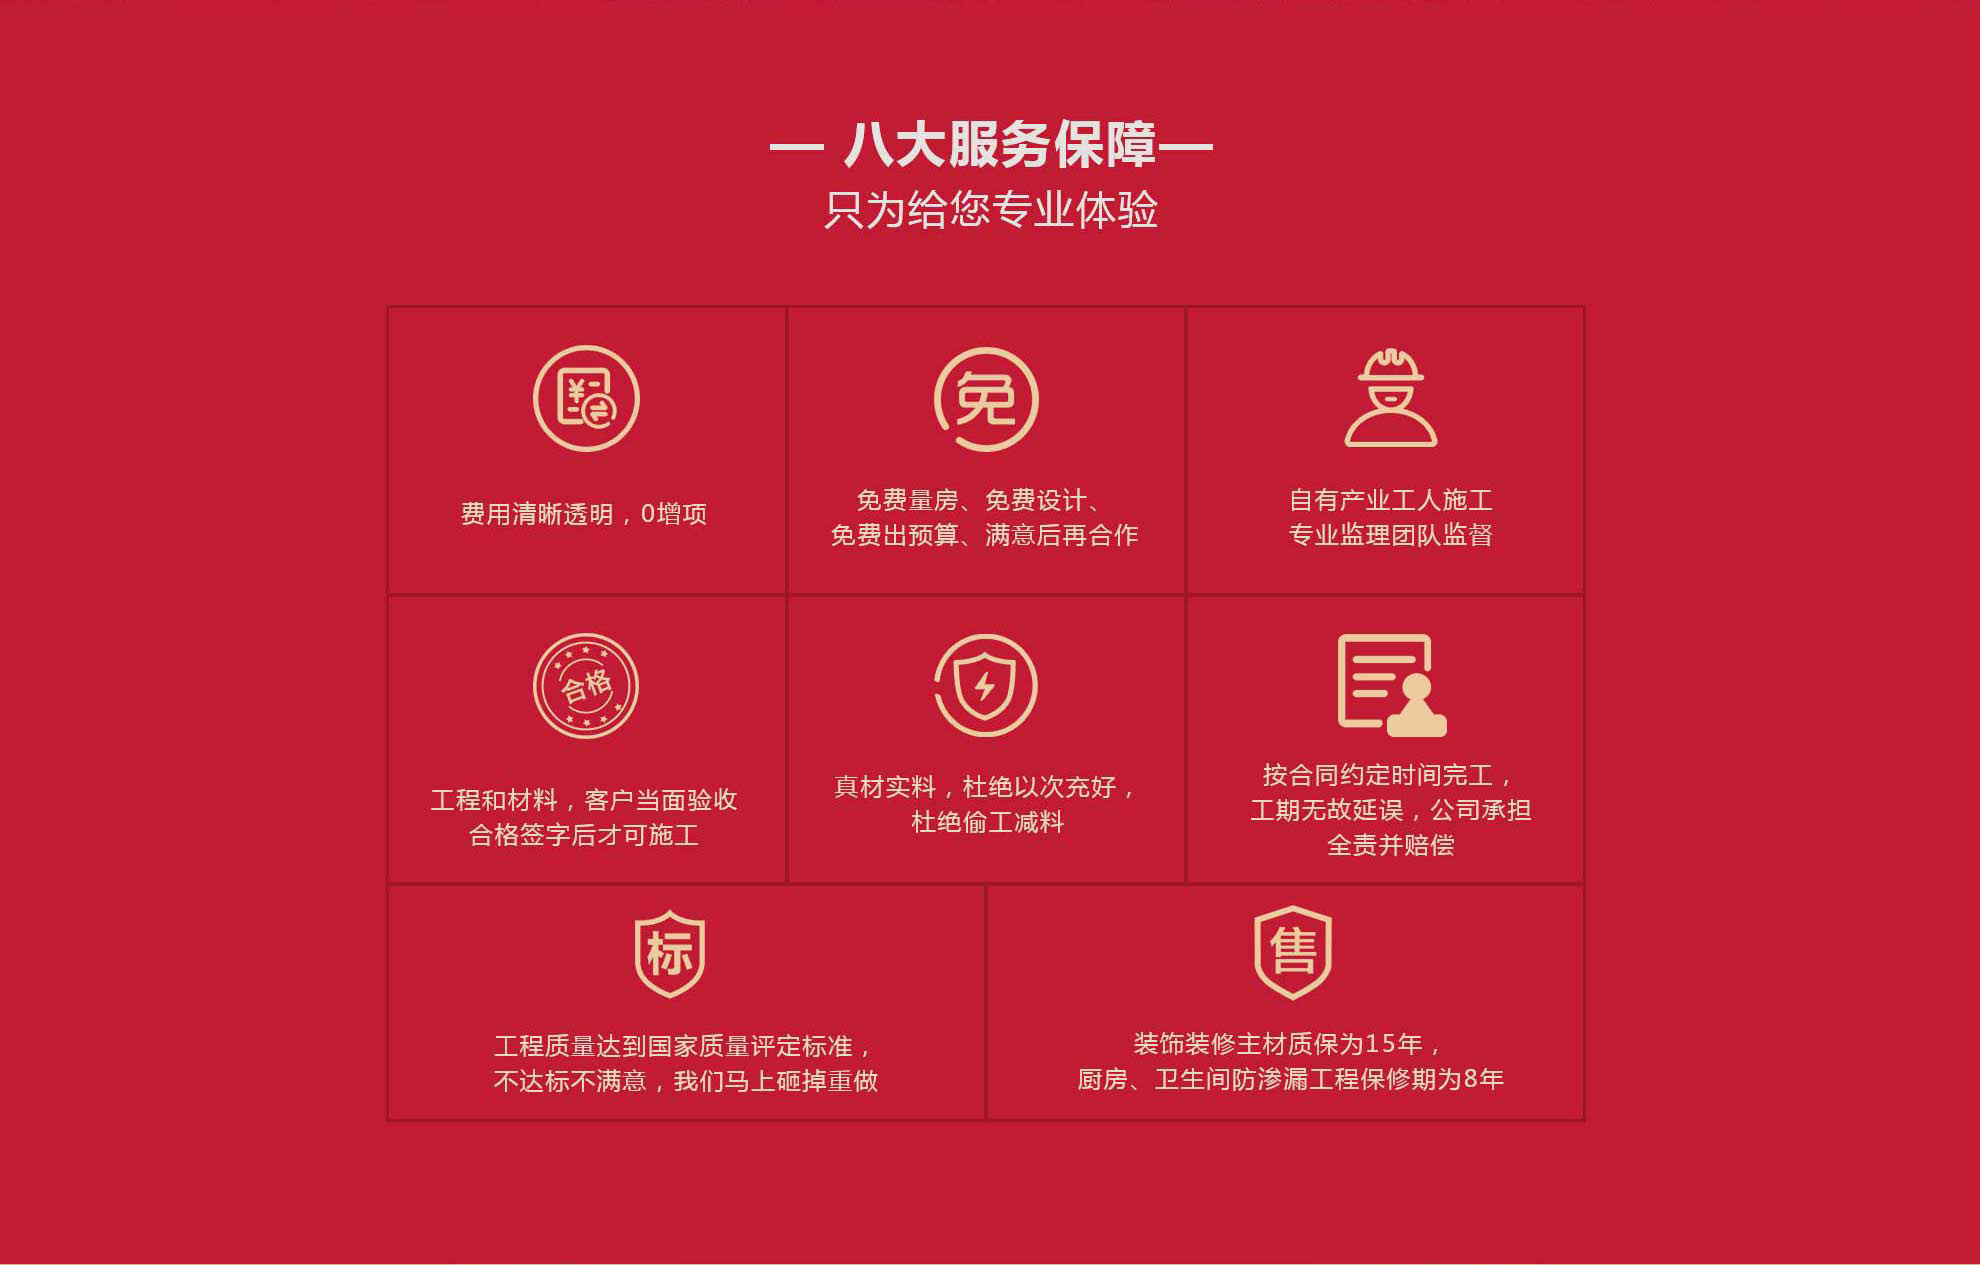 — 八大服务保障—
只为给您专业体验
¥
费用清晰透明，0增项
免
免费量房、免费设计、
免费出预算、满意后再合作
自有产业工人施工
专业监理团队监督
合格
工程和材料，客户当面验收
合格签字后才可施工
真材实料，杜绝以次充好，
杜绝偷工减料
按合同约定时间完工，
工期无故延误，公司承担
全责并赔偿
标
工程质量达到国家质量评定标准，
不达标不满意，我们马上砸掉重做
售
装饰装修主材质保为15年，
厨房、卫生间防渗漏工程保修期为8年